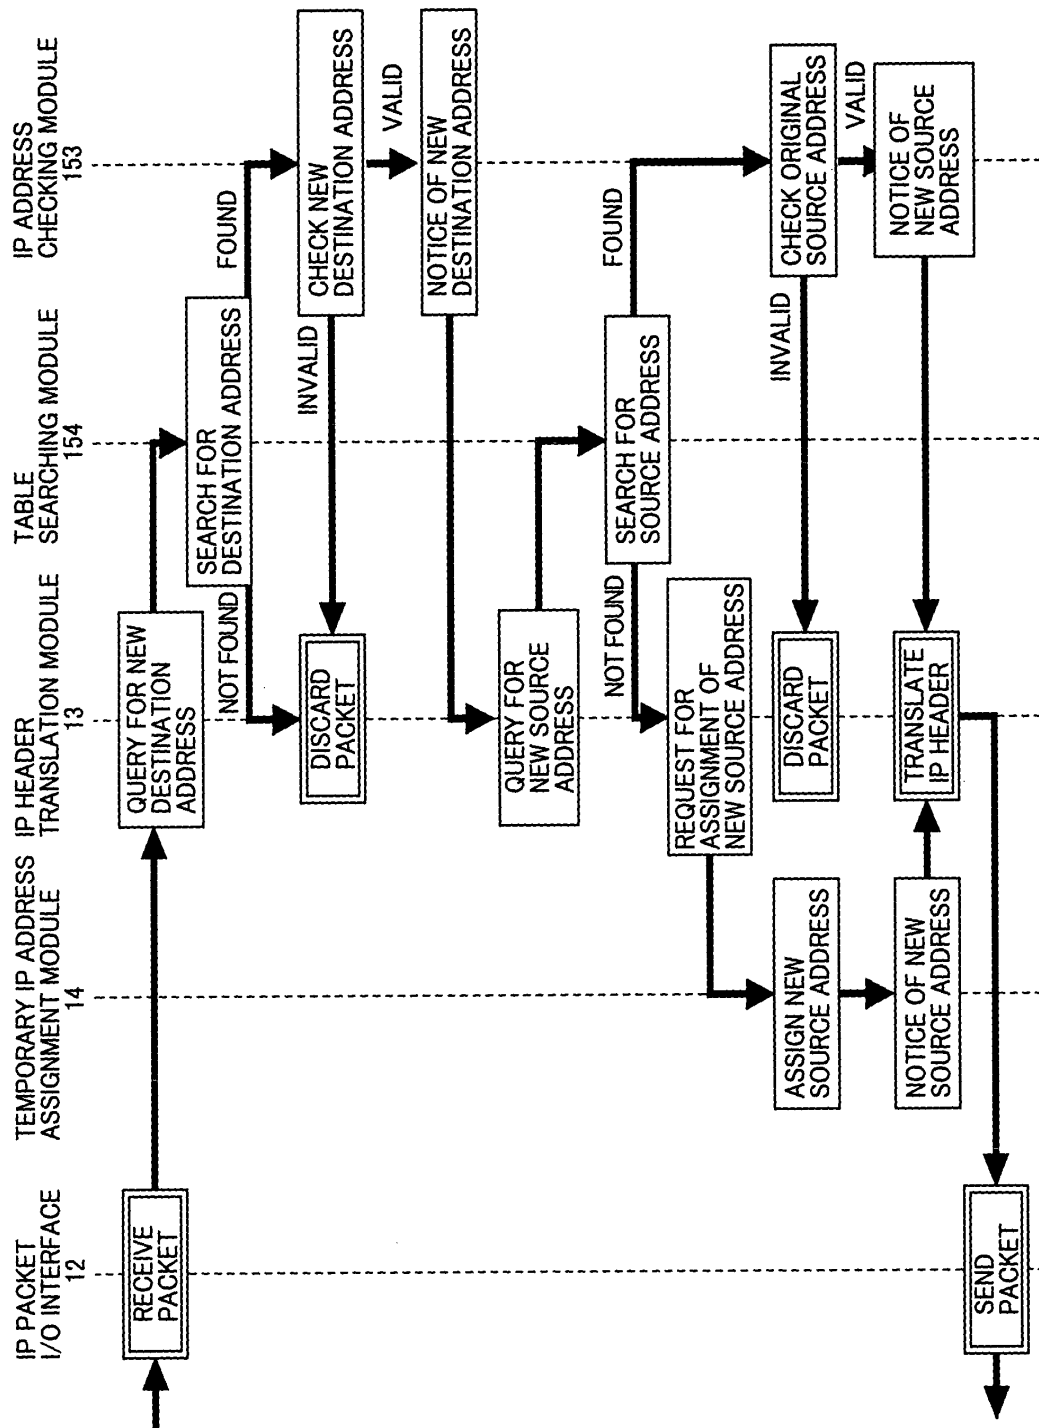 IP PACKET
I/O INTERFACE
12
TEMPORARY IP ADDRESS
ASSIGNMENT MODULE
14
IP HEADER
TRANSLATION MODULE
13
TABLE
SEARCHING MODULE
154
IP ADDRESS
CHECKING MODULE
153
RECEIVE
PACKET
QUERY FOR NEW
DESTINATION
ADDRESS
SEARCH FOR
DESTINATION ADDRESS
NOT FOUND
FOUND
DISCARD
PACKET
INVALID
CHECK NEW
DESTINATION ADDRESS
VALID
NOTICE OF NEW
DESTINATION ADDRESS
QUERY FOR
NEW SOURCE
ADDRESS
SEARCH FOR
SOURCE ADDRESS
NOT FOUND
FOUND
REQUEST FOR
ASSIGNMENT OF
NEW SOURCE ADDRESS
ASSIGN NEW
SOURCE ADDRESS
DISCARD
PACKET
INVALID
CHECK ORIGINAL
SOURCE ADDRESS
VALID
NOTICE OF NEW
SOURCE ADDRESS
TRANSLATE
IP HEADER
NOTICE OF
NEW SOURCE
ADDRESS
SEND
PACKET